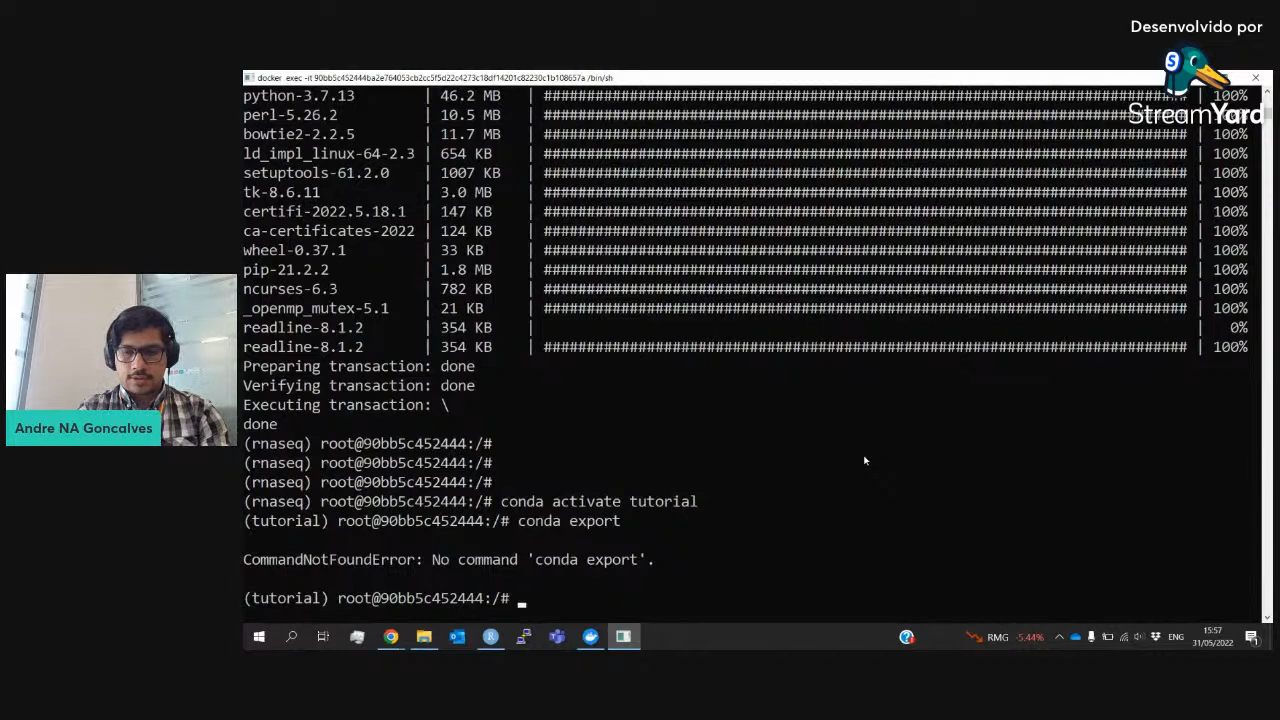 Desenvolvido por
StreamYard
docker exec -it 90bb5c452444ba2e764053cb2cc5f5d22c4273c18df14201c82230c1b108657a /bin/sh
python-3.7.13 | 46.2 MB | ########################################################################### | 100%
perl-5.26.2 | 10.5 MB | ########################################################################### | 100%
bowtie2-2.2.5 | 11.7 MB | ########################################################################### | 100%
ld_impl_linux-64-2.3 | 654 KB | ########################################################################### | 100%
setuptools-61.2.0 | 1007 KB | ########################################################################### | 100%
tk-8.6.11 | 3.0 MB | ########################################################################### | 100%
certifi-2022.5.18.1 | 147 KB | ########################################################################### | 100%
ca-certificates-2022 | 124 KB | ########################################################################### | 100%
wheel-0.37.1 | 33 KB | ########################################################################### | 100%
pip-21.2.2 | 1.8 MB | ########################################################################### | 100%
ncurses-6.3 | 782 KB | ########################################################################### | 100%
_openmp_mutex-5.1 | 21 KB | ########################################################################### | 100%
readline-8.1.2 | 354 KB | | 0%
readline-8.1.2 | 354 KB | ########################################################################### | 100%
Preparing transaction: done
Verifying transaction: done
Executing transaction: \
done
(rnaseq) root@90bb5c452444:/#
(rnaseq) root@90bb5c452444:/#
(rnaseq) root@90bb5c452444:/#
(rnaseq) root@90bb5c452444:/# conda activate tutorial
(tutorial) root@90bb5c452444:/# conda export
CommandNotFoundError: No command 'conda export'.
(tutorial) root@90bb5c452444:/# _
Andre NA Goncalves
RMG -5.44%
ENG
15:57
31/05/2022